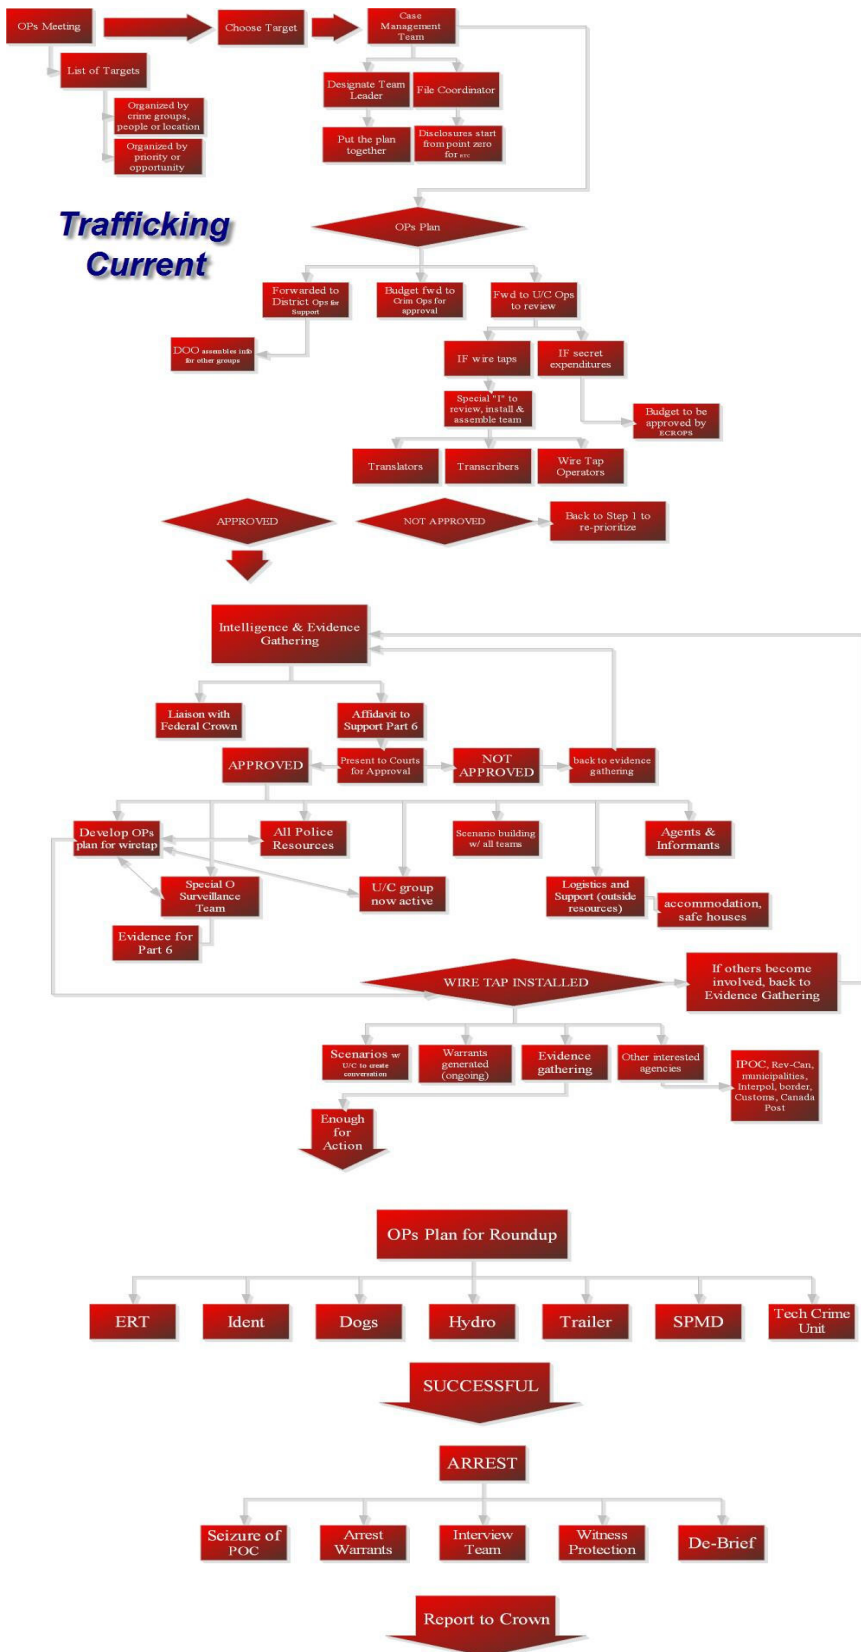 OPs Meeting
Choose Target
Case
Management
Team
List of Targets
Organized by
crime groups,
people or location
Organized by
priority or
opportunity
Designate Team
Leader
File Coordinator
Put the plan
together
Disclosures start
from point zero
for RTC
Trafficking
Current
OPs Plan
Forwarded to
District Ops for
Support
Budget fwd to
Crim Ops for
approval
Fwd to U/C Ops
to review
DOO assembles info
for other groups
IF wire taps
IF secret
expenditures
Special "I" to
review, install &
assemble team
Budget to be
approved by
ECROPS
Translators
Transcribers
Wire Tap
Operators
APPROVED
NOT APPROVED
Back to Step 1 to
re-prioritize
Intelligence & Evidence
Gathering
Liaison with
Federal Crown
Affidavit to
Support Part 6
APPROVED
Present to Courts
for Approval
NOT
APPROVED
back to evidence
gathering
Develop OPs
plan for wiretap
All Police
Resources
Scenario building
w/ all teams
Agents &
Informants
Special O
Surveillance
Team
U/C group
now active
Logistics and
Support (outside
resources)
accommodation,
safe houses
Evidence for
Part 6
WIRE TAP INSTALLED
If others become
involved, back to
Evidence Gathering
Scenarios w/
U/C to create
conversation
Warrants
generated
(ongoing)
Evidence
gathering
Other interested
agencies
IPOC, Rev-Can,
municipalities,
Interpol, border,
Customs, Canada
Post
Enough
for
Action
OPs Plan for Roundup
ERT
Ident
Dogs
Hydro
Trailer
SPMD
Tech Crime
Unit
SUCCESSFUL
ARREST
Seizure of
POC
Arrest
Warrants
Interview
Team
Witness
Protection
De-Brief
Report to Crown